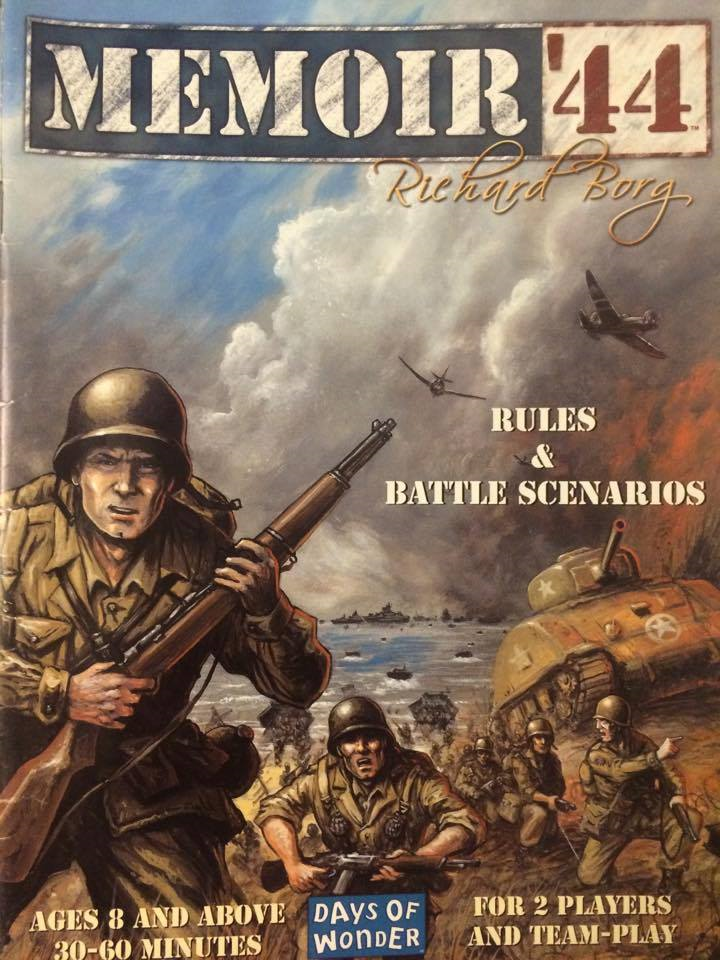 MEMOIR '44™
Richard Borg
RULES
&
BATTLE SCENARIOS
AGES 8 AND ABOVE
30-60 MINUTES
DAYS OF
WONDER
FOR 2 PLAYERS
AND TEAM-PLAY